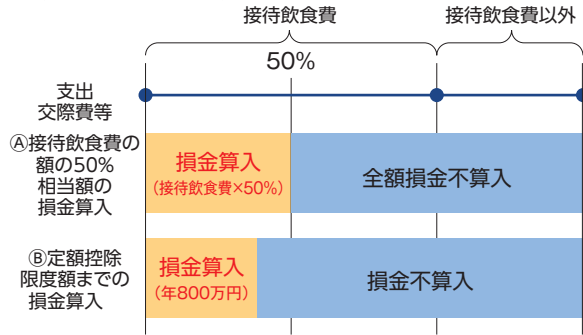 接待飲食費
接待飲食費以外
50%
支出
交際費等
Ⓐ接待飲食費の
額の50%
相当額の
損金算入
損金算入
（接待飲食費×50%）
全額損金不算入
Ⓑ定額控除
限度額までの
損金算入
損金算入
（年800万円）
損金不算入